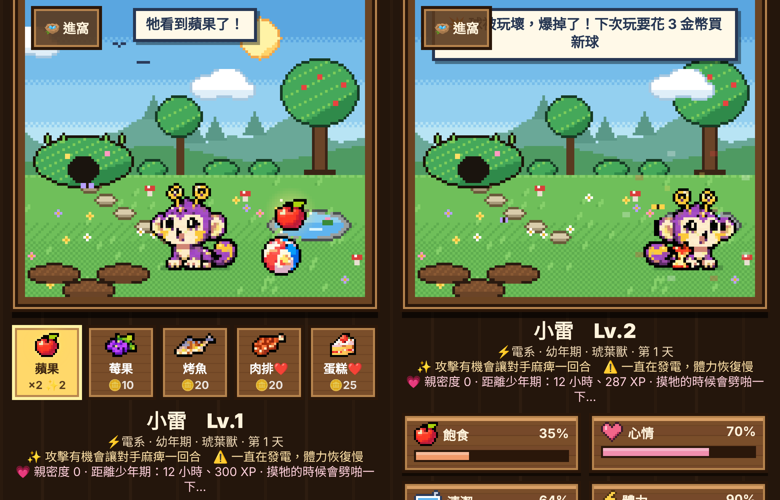 進窩
牠看到蘋果了！
蘋果
×2 2
莓果
10
烤魚
20
肉排
20
蛋糕
25
小雷 Lv.1
電系 · 幼年期 · 琥葉獸 · 第 1 天
攻擊有機會讓對手麻痺一回合 一直在發電，體力恢復慢
親密度 0 · 距離少年期：12 小時、300 XP · 摸牠的時候會劈啪一
下...
進窩
玩壞，爆掉了！下次玩要花 3 金幣買
新球
小雷 Lv.2
電系 · 幼年期 · 琥葉獸 · 第 1 天
攻擊有機會讓對手麻痺一回合 一直在發電，體力恢復慢
親密度 0 · 距離少年期：12 小時、287 XP · 摸牠的時候會劈啪一
下...
飽食 35%
心情 70%
64%
90%